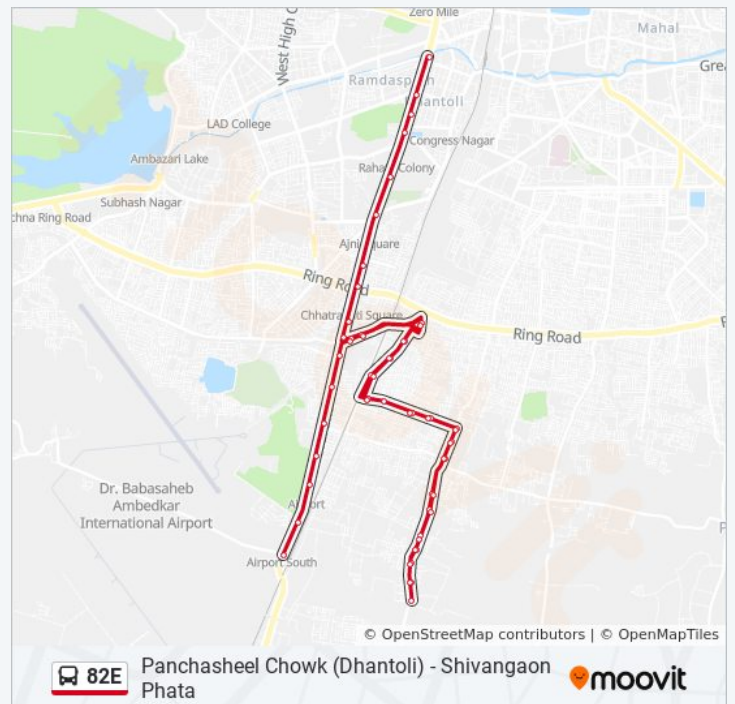 Zero Mile
West High C
Mahal
Grea
Ramdaspeth
Dhantoli
LAD College
Congress Nagar
Ambazari Lake
Rahate Colony
Subhash Nagar
chna Ring Road
Ajni Square
Ring Road
Chhatrapati Square
Ring Road
Dr. Babasaheb
Ambedkar
International Airport
Airport
Airport South
© OpenStreetMap contributors | © OpenMapTiles
82E
Panchasheel Chowk (Dhantoli) - Shivangaon
Phata
moovit